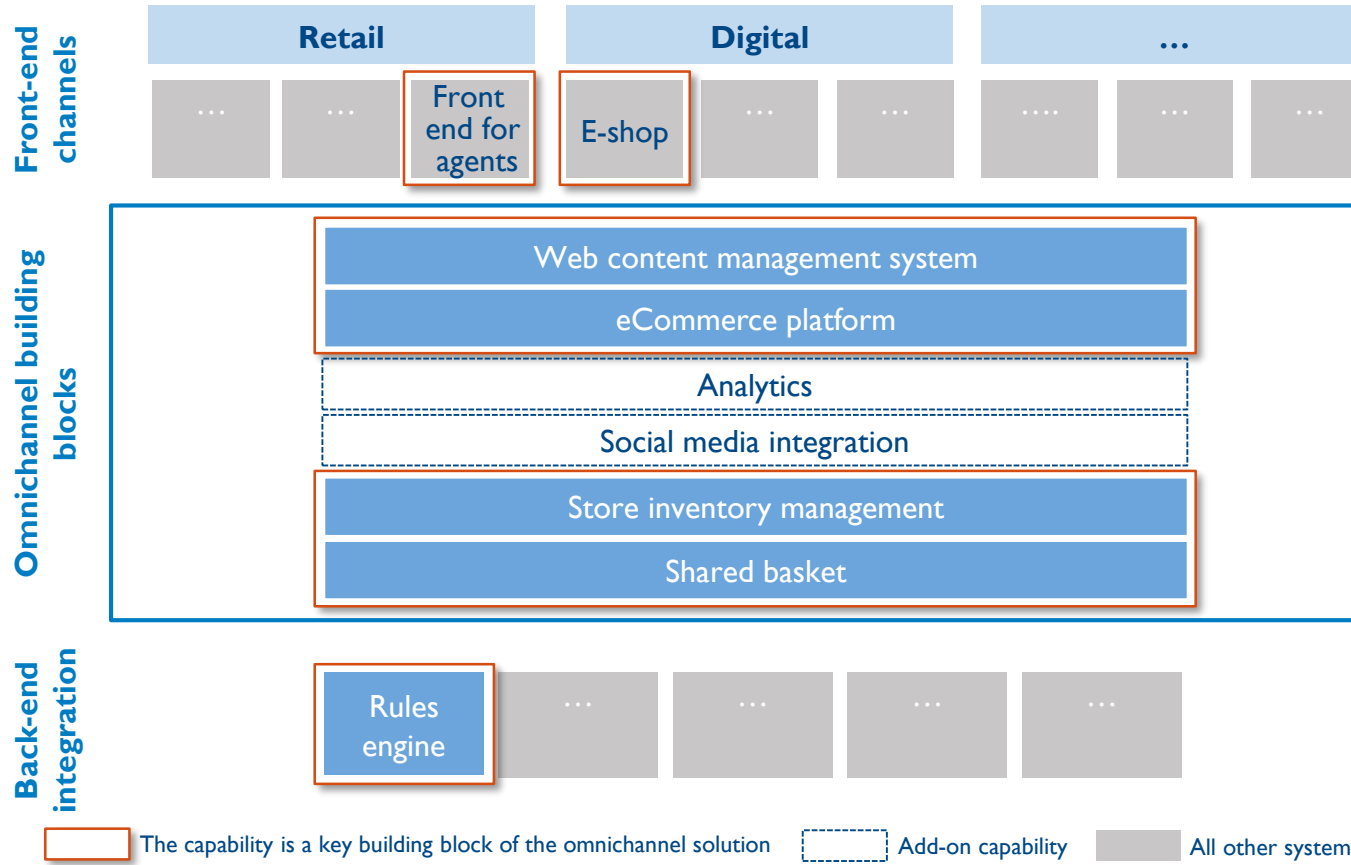 Front-end
channels
Retail
Digital
...
...
...
Front
end for
agents
E-shop
...
...
....
...
...
Omnichannel building
blocks
Web content management system
eCommerce platform
Analytics
Social media integration
Store inventory management
Shared basket
Back-end
integration
Rules
engine
...
...
...
...
The capability is a key building block of the omnichannel solution
Add-on capability
All other system